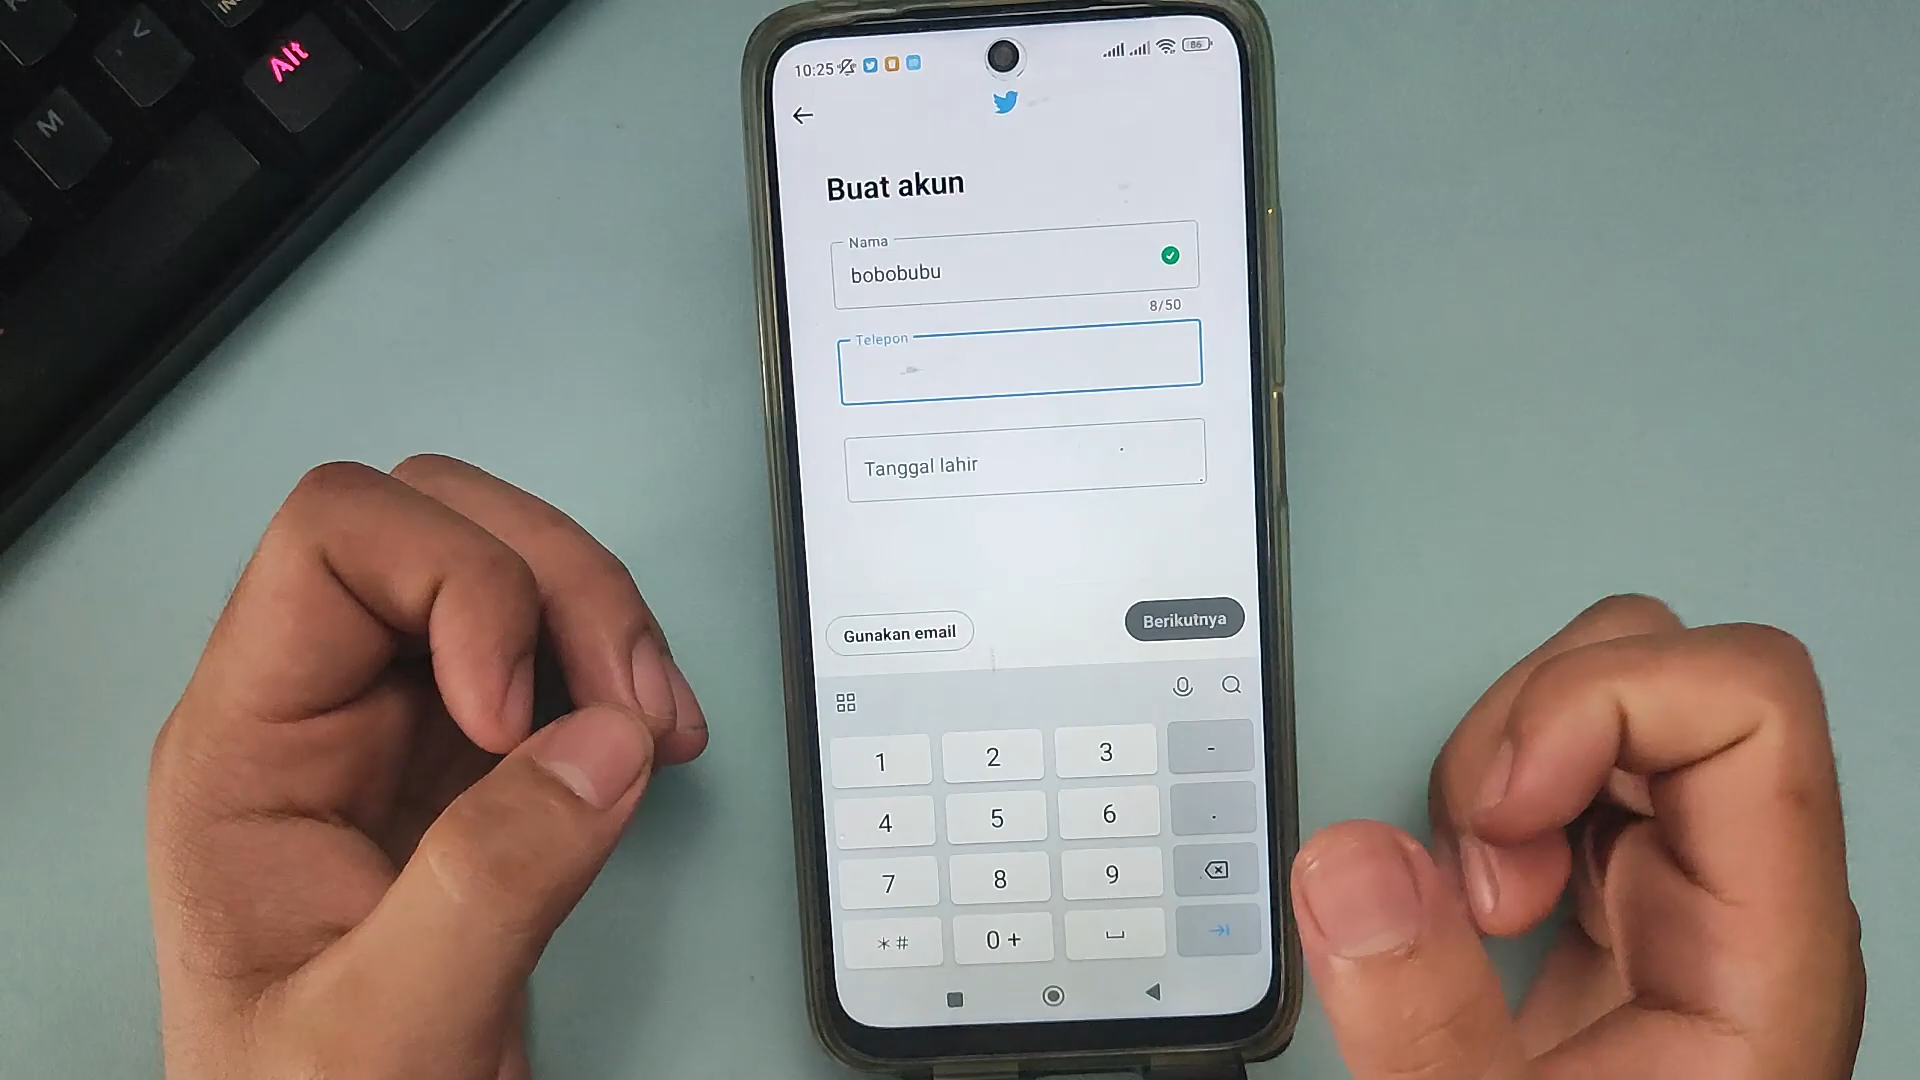 Alt
M
10:25
86
Buat akun
Nama
bobobubu
8/50
Telepon
Tanggal lahir
Gunakan email
Berikutnya
1 2 3 -
4 5 6 .
7 8 9
* # 0 +